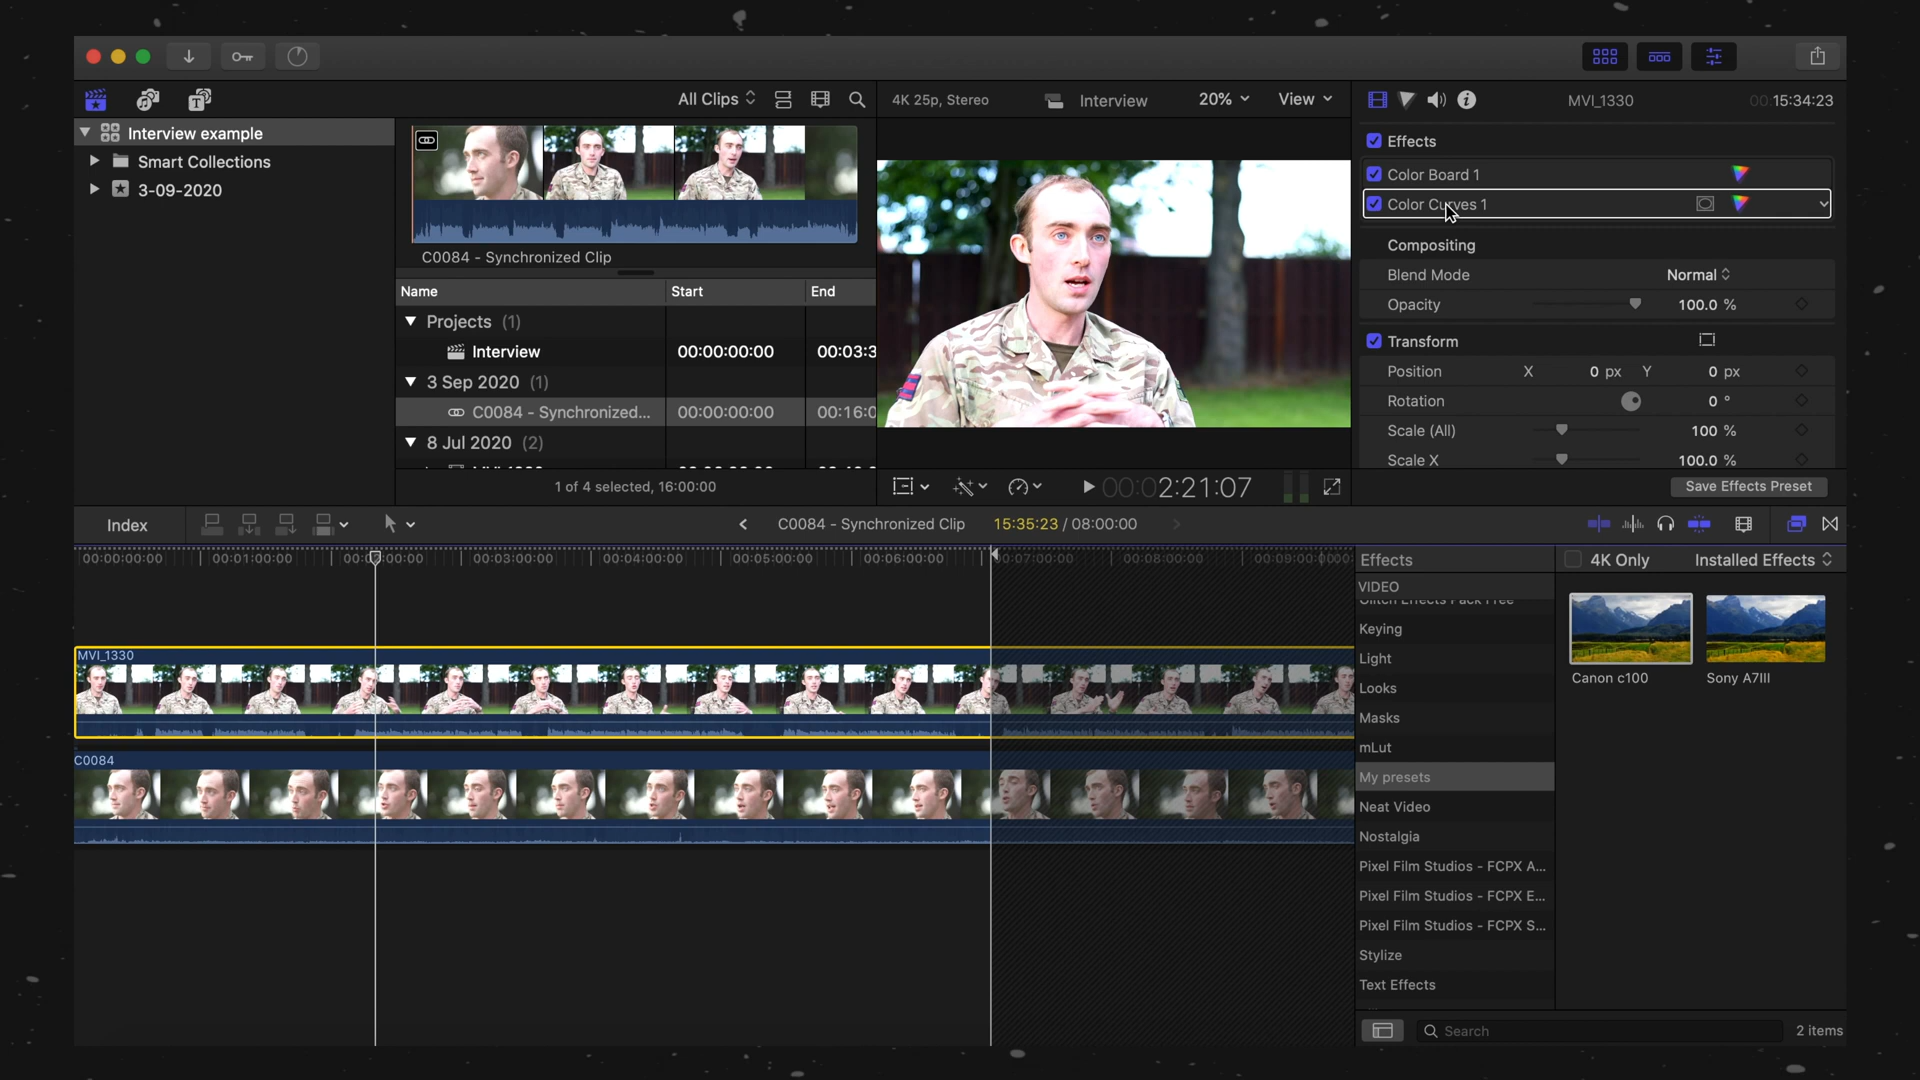 All Clips
4K 25p, Stereo
Interview
20%
View
MVI_1330
00:15:34:23
Interview example
Smart Collections
3-09-2020
C0084 - Synchronized Clip
Name
Start
End
Projects (1)
Interview
00:00:00:00
00:03:3
3 Sep 2020 (1)
C0084 - Synchronized...
00:00:00:00
00:16:0
8 Jul 2020 (2)
1 of 4 selected, 16:00:00
00:02:21:07
Effects
Color Board 1
Color Curves 1
Compositing
Blend Mode
Normal
Opacity
100.0 %
Transform
Position
X
0 px
Y
0 px
Rotation
0 °
Scale (All)
100 %
Scale X
100.0 %
Save Effects Preset
Index
C0084 - Synchronized Clip
15:35:23 / 08:00:00
00:00:00:00
00:01:00:00
00:03:00:00
00:04:00:00
00:05:00:00
00:06:00:00
00:07:00:00
00:08:00:00
MVI_1330
C0084
Effects
4K Only
Installed Effects
VIDEO
Glitch Effects Pack Free
Keying
Light
Looks
Masks
mLut
My presets
Neat Video
Nostalgia
Pixel Film Studios - FCPX A...
Pixel Film Studios - FCPX E...
Pixel Film Studios - FCPX S...
Stylize
Text Effects
Canon c100
Sony A7III
Search
2 items